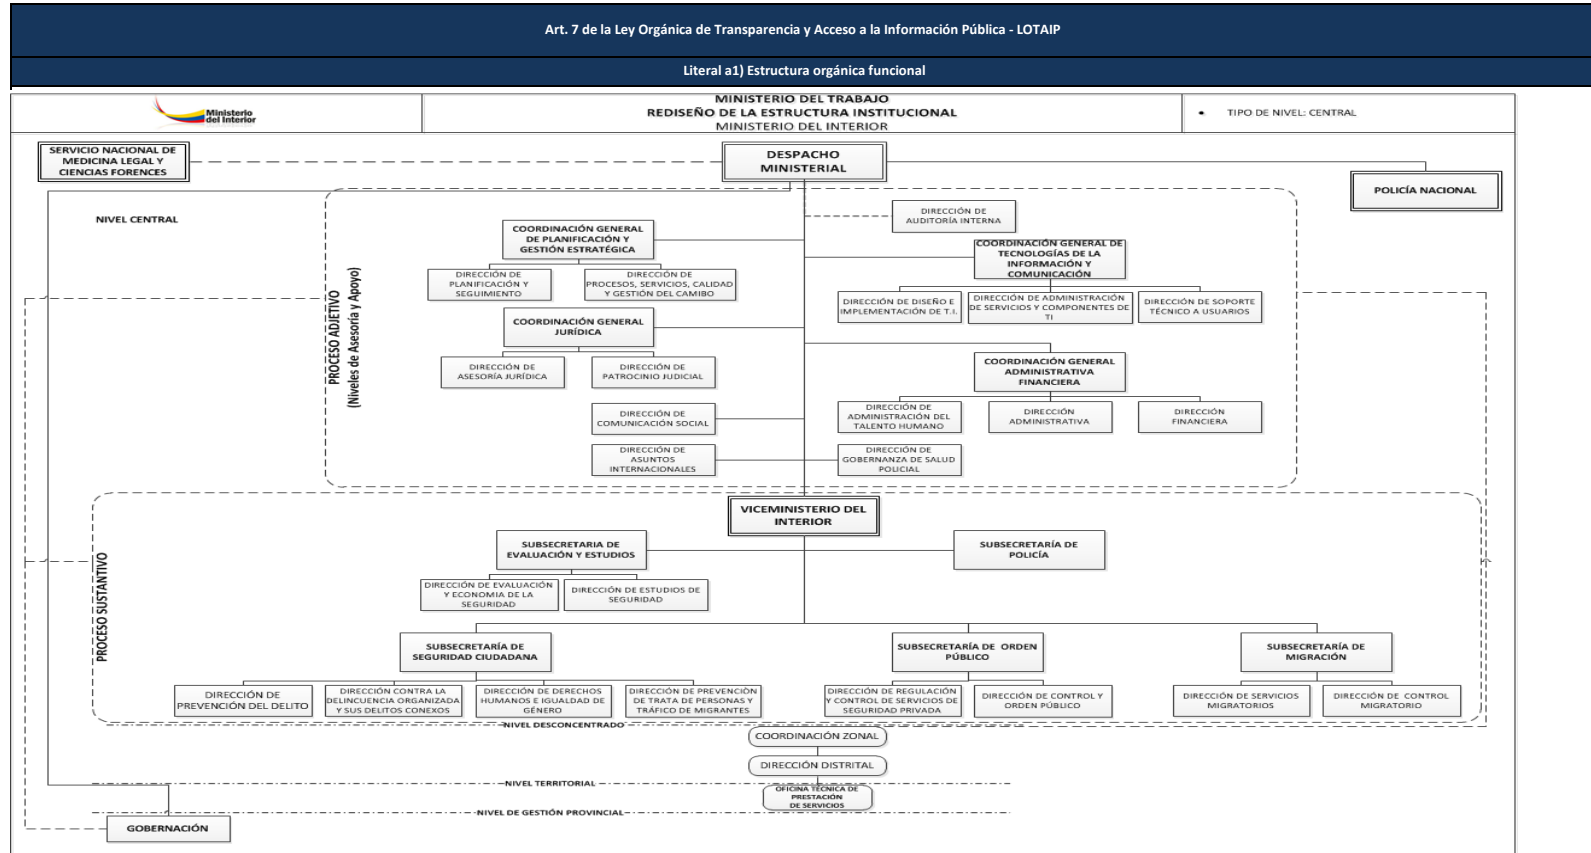 Art. 7 de la Ley Orgánica de Transparencia y Acceso a la Información Pública - LOTAIP
Literal a1) Estructura orgánica funcional
Ministerio
del Interior
MINISTERIO DEL TRABAJO
REDISEÑO DE LA ESTRUCTURA INSTITUCIONAL
MINISTERIO DEL INTERIOR
• TIPO DE NIVEL: CENTRAL
SERVICIO NACIONAL DE
MEDICINA LEGAL Y
CIENCIAS FORENCES
DESPACHO
MINISTERIAL
POLICÍA NACIONAL
NIVEL CENTRAL
PROCESO ADJETIVO
(Niveles de Asesoría y Apoyo)
DIRECCIÓN DE
AUDITORÍA INTERNA
COORDINACIÓN GENERAL
DE PLANIFICACIÓN Y
GESTIÓN ESTRATÉGICA
COORDINACIÓN GENERAL DE
TECNOLOGÍAS DE LA
INFORMACIÓN Y
COMUNICACIÓN
DIRECCIÓN DE
PLANIFICACIÓN Y
SEGUIMIENTO
DIRECCIÓN DE
PROCESOS, SERVICIOS, CALIDAD
Y GESTIÓN DEL CAMIBO
DIRECCIÓN DE DISEÑO E
IMPLEMENTACIÓN DE T.I.
DIRECCIÓN DE ADMINISTRACIÓN
DE SERVICIOS Y COMPONENTES DE
TI
DIRECCIÓN DE SOPORTE
TÉCNICO A USUARIOS
COORDINACIÓN GENERAL
JURÍDICA
DIRECCIÓN DE
ASESORÍA JURÍDICA
DIRECCIÓN DE
PATROCINIO JUDICIAL
COORDINACIÓN GENERAL
ADMINISTRATIVA
FINANCIERA
DIRECCIÓN DE
COMUNICACIÓN SOCIAL
DIRECCIÓN DE
ADMINISTRACIÓN DEL
TALENTO HUMANO
DIRECCIÓN
ADMINISTRATIVA
DIRECCIÓN
FINANCIERA
DIRECCIÓN DE
ASUNTOS
INTERNACIONALES
DIRECCIÓN DE
GOBERNANZA DE SALUD
POLICIAL
PROCESO SUSTANTIVO
VICEMINISTERIO DEL
INTERIOR
SUBSECRETARIA DE
EVALUACIÓN Y ESTUDIOS
SUBSECRETARÍA DE
POLICÍA
DIRECCIÓN DE EVALUACIÓN
Y ECONOMIA DE LA
SEGURIDAD
DIRECCIÓN DE ESTUDIOS DE
SEGURIDAD
SUBSECRETARÍA DE
SEGURIDAD CIUDADANA
SUBSECRETARÍA DE ORDEN
PÚBLICO
SUBSECRETARÍA DE
MIGRACIÓN
DIRECCIÓN DE
PREVENCIÓN DEL DELITO
DIRECCIÓN CONTRA LA
DELINCUENCIA ORGANIZADA
Y SUS DELITOS CONEXOS
DIRECCIÓN DE DERECHOS
HUMANOS E IGUALDAD DE
GÉNERO
DIRECCIÓN DE PREVENCIÒN
DE TRATA DE PERSONAS Y
TRÁFICO DE MIGRANTES
DIRECCIÓN DE REGULACIÓN
Y CONTROL DE SERVICIOS DE
SEGURIDAD PRIVADA
DIRECCIÓN DE CONTROL Y
ORDEN PÚBLICO
DIRECCIÓN DE SERVICIOS
MIGRATORIOS
DIRECCIÓN DE CONTROL
MIGRATORIO
NIVEL DESCONCENTRADO
COORDINACIÓN ZONAL
DIRECCIÓN DISTRITAL
NIVEL TERRITORIAL
OFICINA TÉCNICA DE
PRESTACIÓN
DE SERVICIOS
NIVEL DE GESTIÓN PROVINCIAL
GOBERNACIÓN